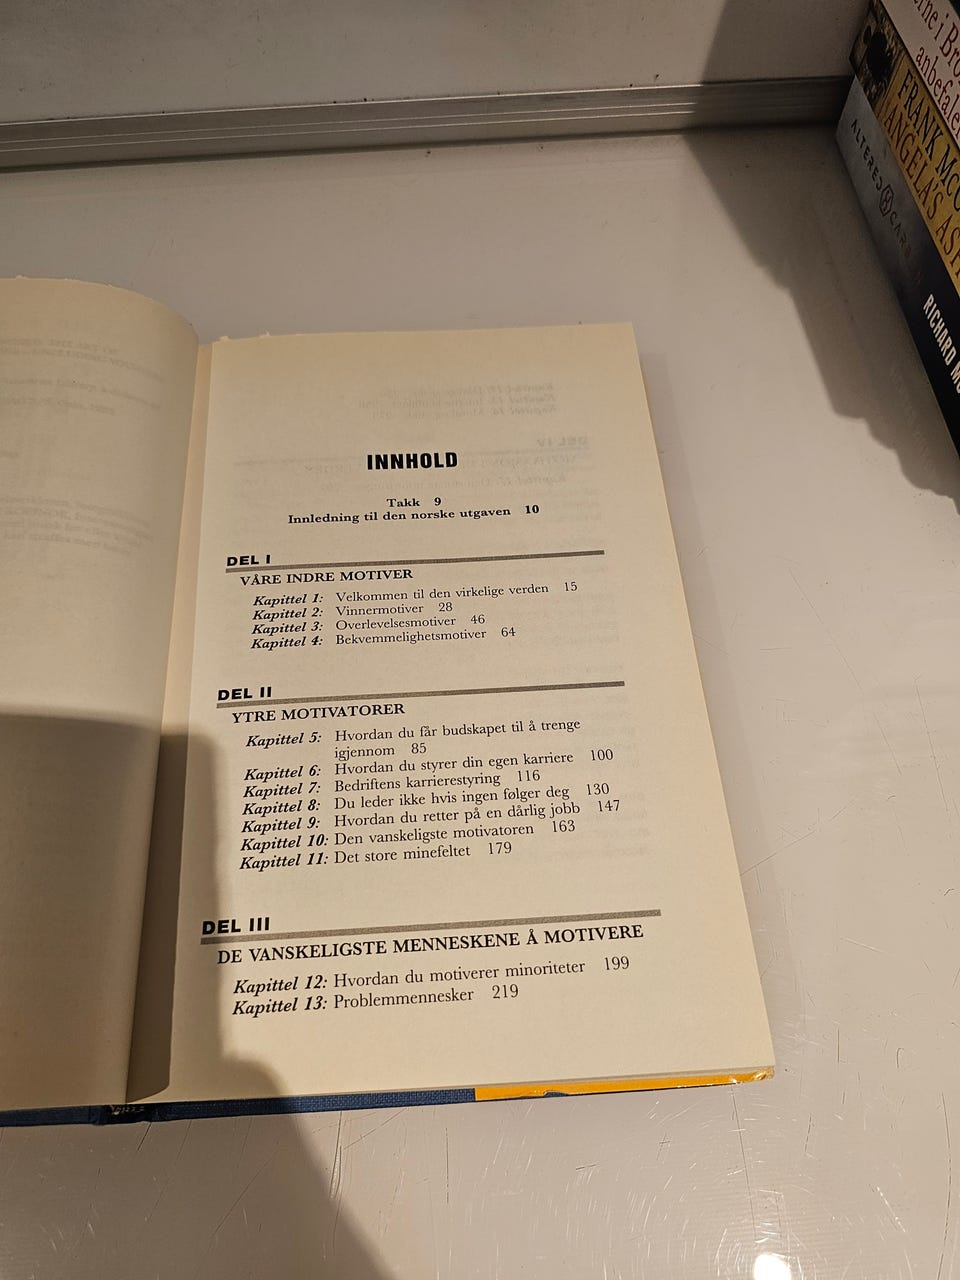 INNHOLD
Takk 9
Innledning til den norske utgaven 10
DEL I
VÅRE INDRE MOTIVER
Kapittel 1: Velkommen til den virkelige verden 15
Kapittel 2: Vinnermotiver 28
Kapittel 3: Overlevelsesmotiver 46
Kapittel 4: Bekvemmelighetsmotiver 64
DEL II
YTRE MOTIVATORER
Kapittel 5: Hvordan du får budskapet til å trenge
igjennom 85
Kapittel 6: Hvordan du styrer din egen karriere 100
Kapittel 7: Bedriftens karrierestyring 116
Kapittel 8: Du leder ikke hvis ingen følger deg 130
Kapittel 9: Hvordan du retter på en dårlig jobb 147
Kapittel 10: Den vanskeligste motivatoren 163
Kapittel 11: Det store minefeltet 179
DEL III
DE VANSKELIGSTE MENNESKENE Å MOTIVERE
Kapittel 12: Hvordan du motiverer minoriteter 199
Kapittel 13: Problemmennesker 219
FRANK
ANGELA'S
ALTERED
RICHARD